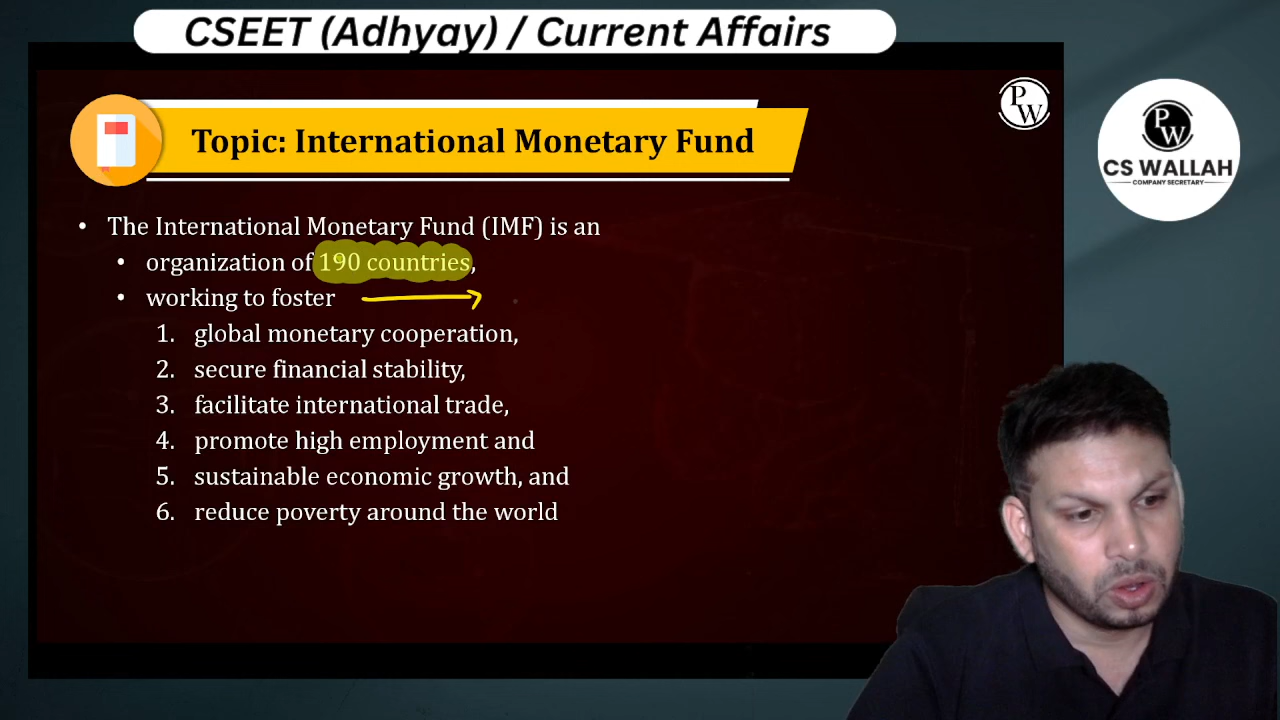 CSEET (Adhyay) / Current Affairs
PW
PW
CS WALLAH
COMPANY SECRETARY
Topic: International Monetary Fund
• The International Monetary Fund (IMF) is an
• organization of 190 countries,
• working to foster
1. global monetary cooperation,
2. secure financial stability,
3. facilitate international trade,
4. promote high employment and
5. sustainable economic growth, and
6. reduce poverty around the world